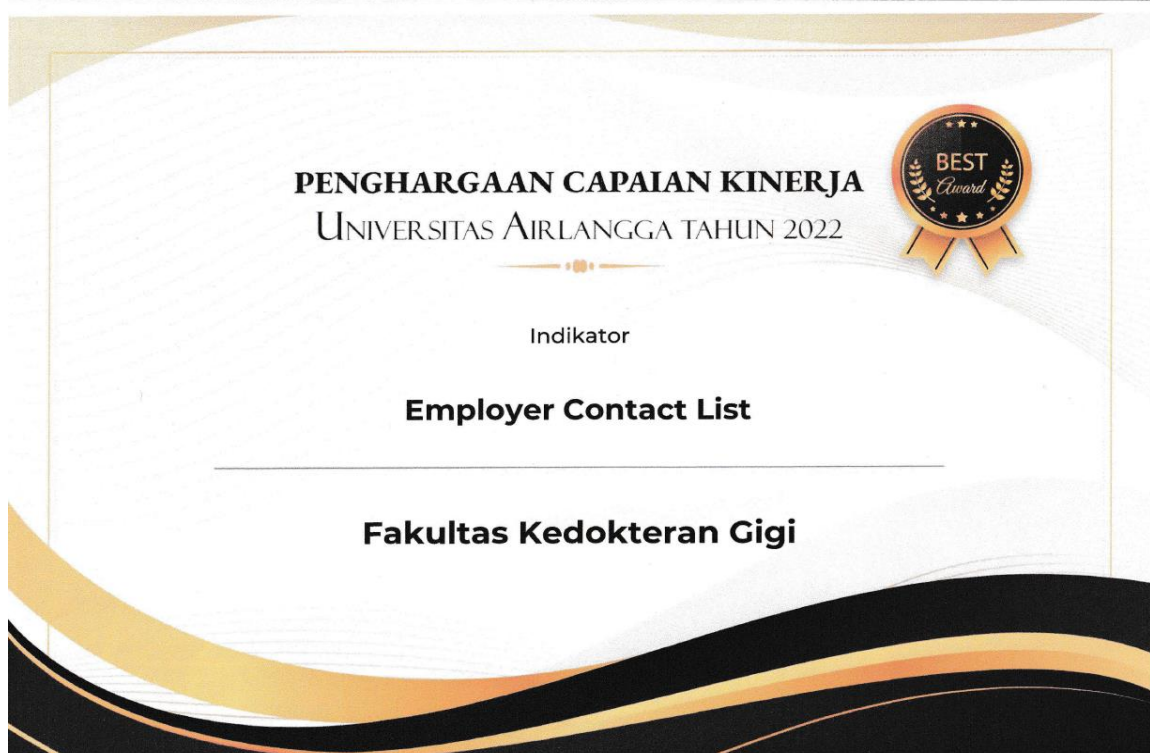 PENGHARGAAN CAPAIAN KINERJA
UNIVERSITAS AIRLANGGA TAHUN 2022
BEST
Award
Indikator
Employer Contact List
Fakultas Kedokteran Gigi